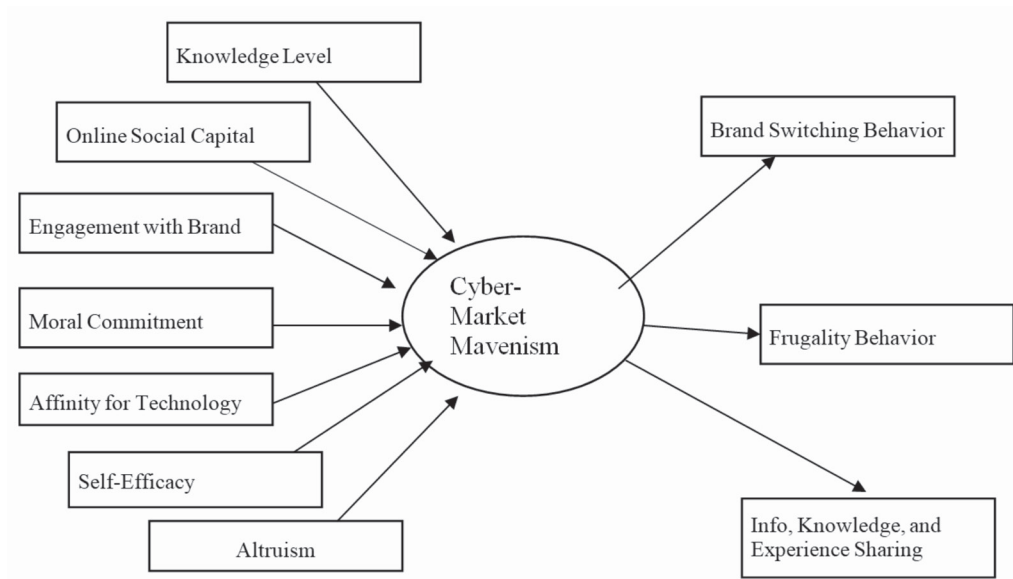 Knowledge Level
Online Social Capital
Engagement with Brand
Moral Commitment
Affinity for Technology
Self-Efficacy
Altruism
Cyber-
Market
Mavenism
Brand Switching Behavior
Frugality Behavior
Info, Knowledge, and
Experience Sharing